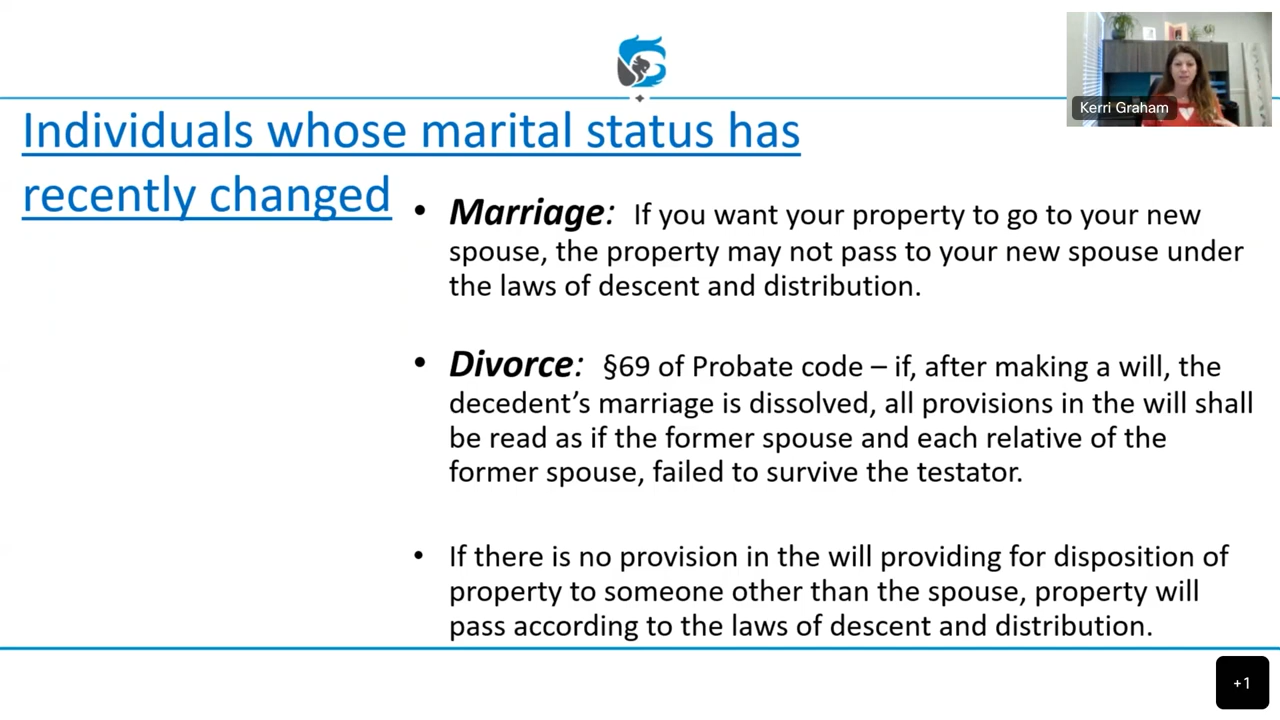 Kerri Graham
Individuals whose marital status has
recently changed
• Marriage: If you want your property to go to your new
spouse, the property may not pass to your new spouse under
the laws of descent and distribution.
• Divorce: §69 of Probate code – if, after making a will, the
decedent’s marriage is dissolved, all provisions in the will shall
be read as if the former spouse and each relative of the
former spouse, failed to survive the testator.
• If there is no provision in the will providing for disposition of
property to someone other than the spouse, property will
pass according to the laws of descent and distribution.
+1